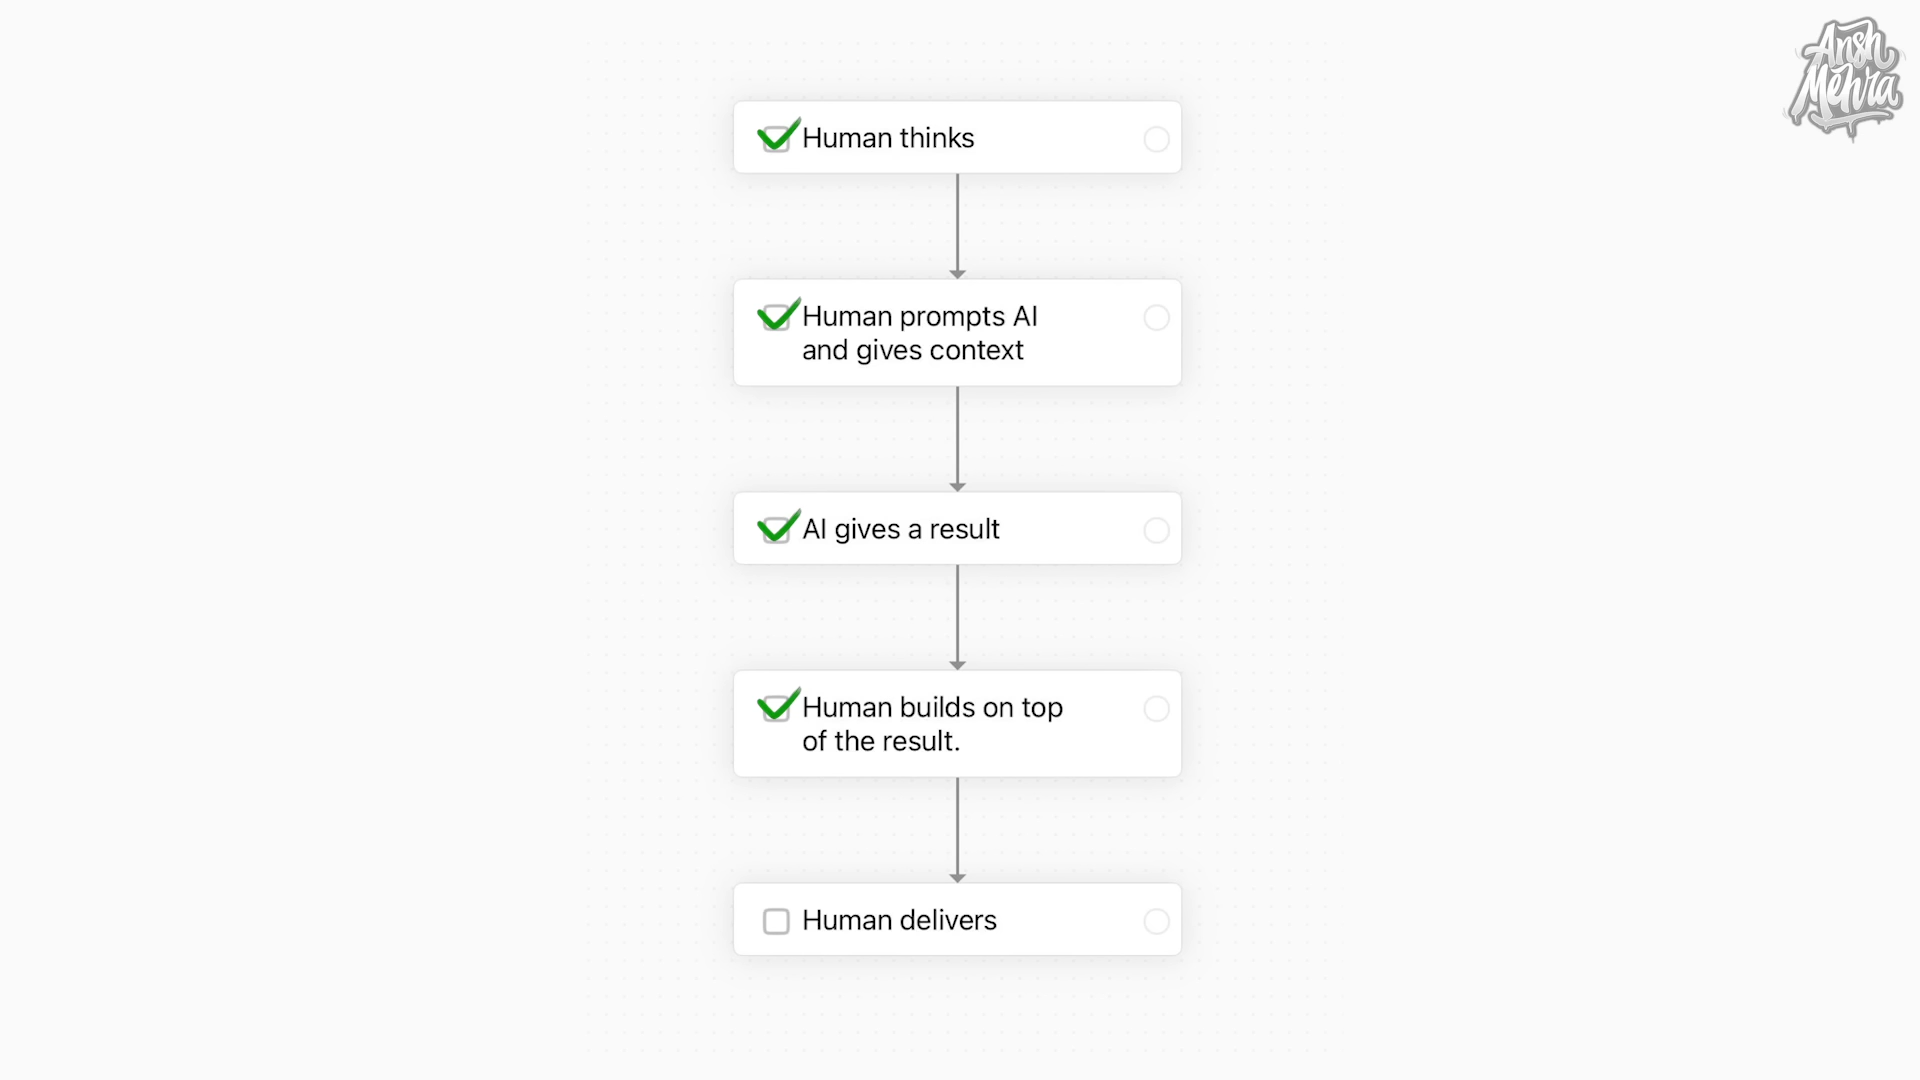 Ansh
Mehra
Human thinks
Human prompts AI
and gives context
AI gives a result
Human builds on top
of the result.
Human delivers